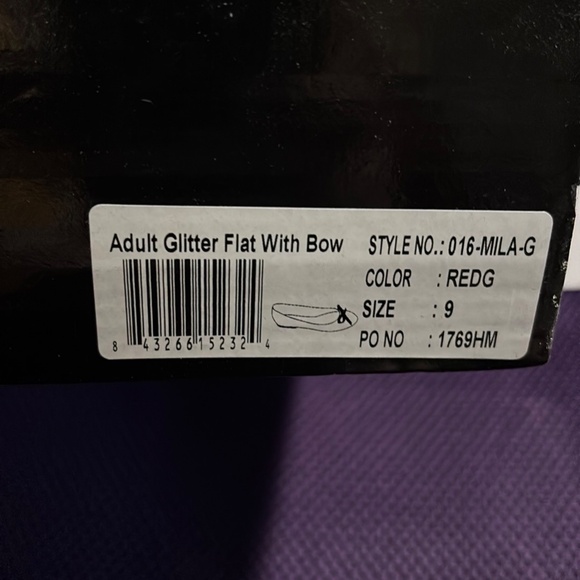 Adult Glitter Flat With Bow
8 43266 15232 4
STYLE NO.: 016-MILA-G
COLOR : REDG
SIZE : 9
PO NO : 1769HM